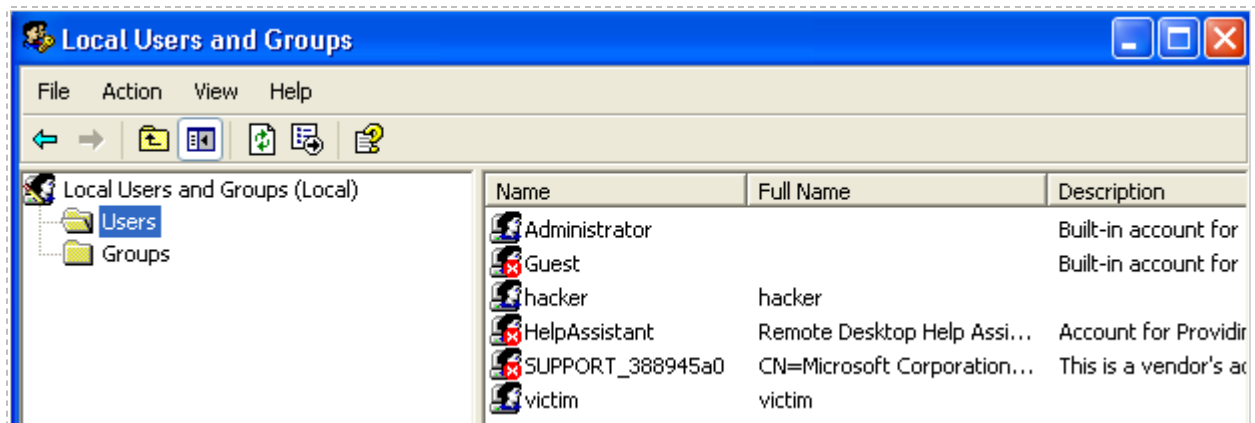 Local Users and Groups
File Action View Help
Local Users and Groups (Local)
Users
Groups
Name Full Name Description
Administrator Built-in account for
Guest Built-in account for
hacker hacker
HelpAssistant Remote Desktop Help Assi... Account for Providin
SUPPORT_388945a0 CN=Microsoft Corporation... This is a vendor's ac
victim victim